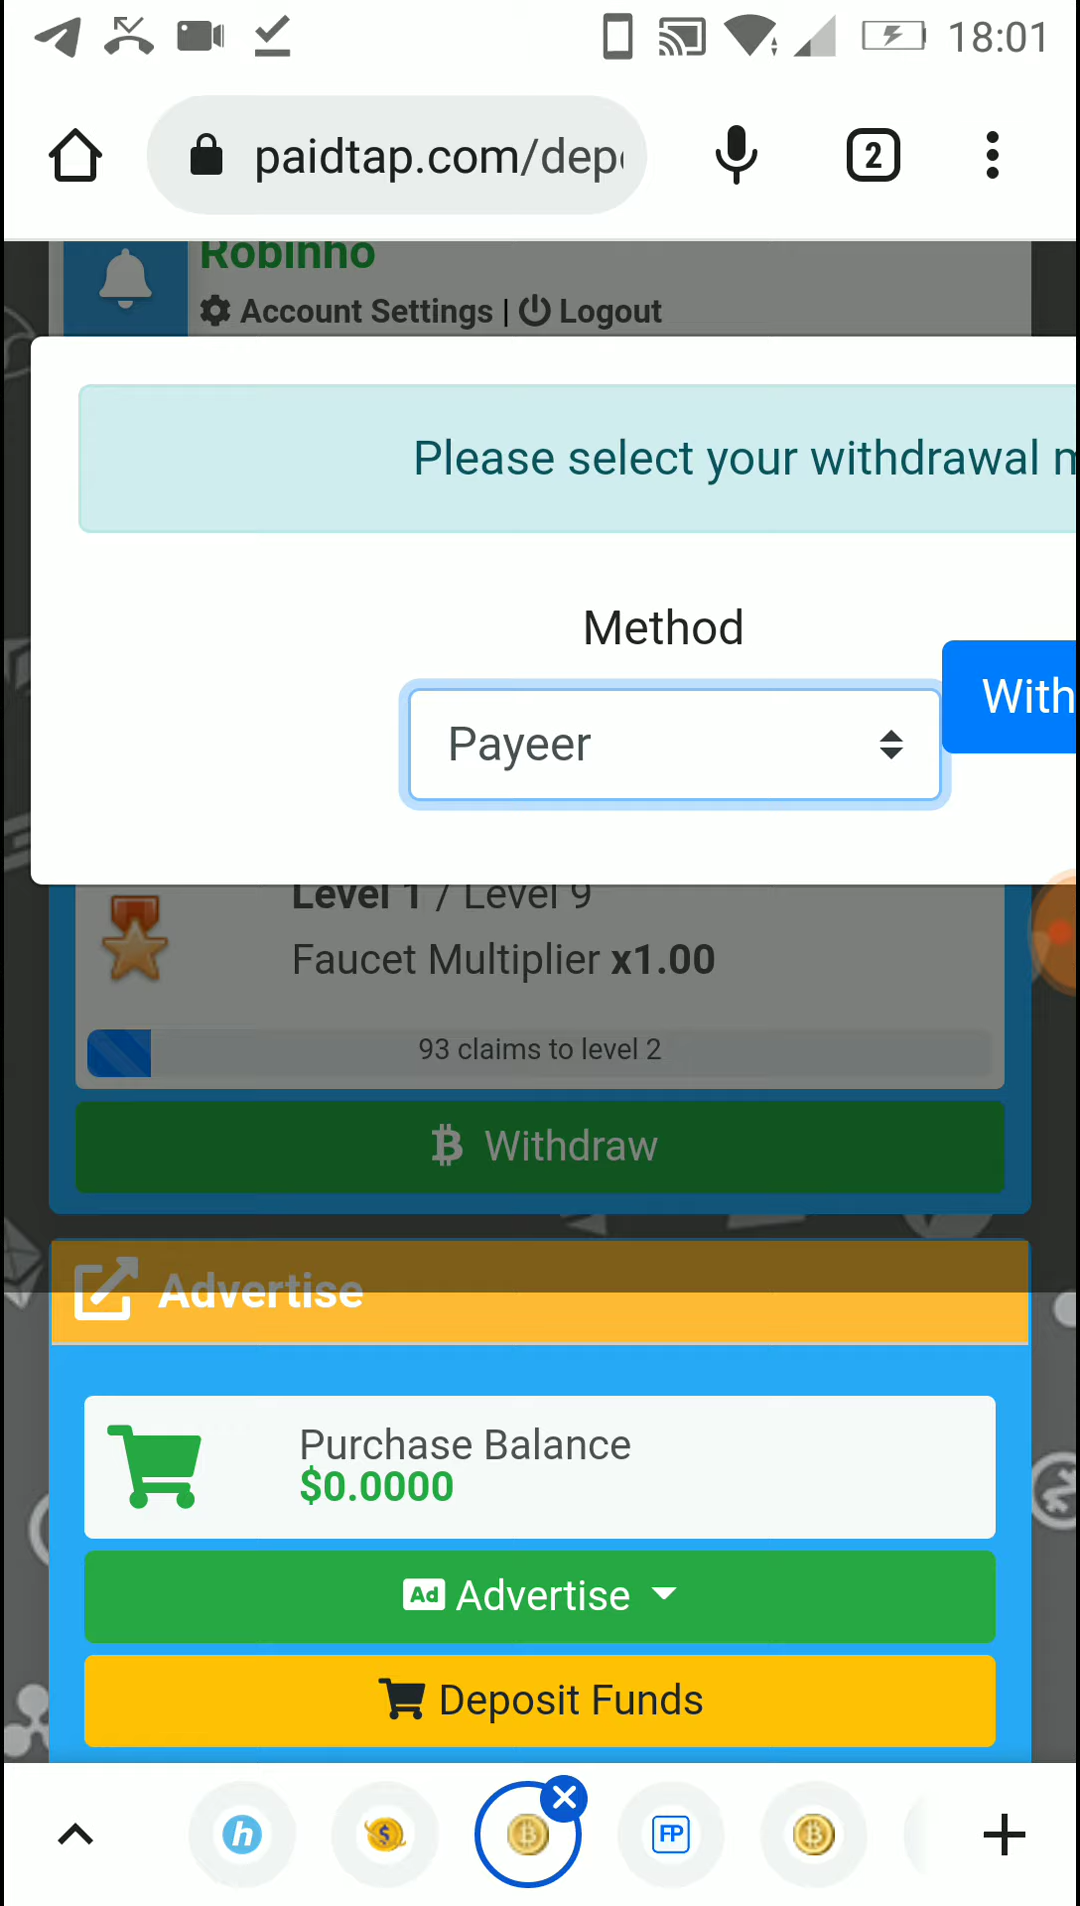 18:01
paidtap.com/dep
2
Robinho
Account Settings | Logout
Please select your withdrawal
Method
Payeer
With
Level 1 / Level 9
Faucet Multiplier x1.00
93 claims to level 2
Withdraw
Advertise
Purchase Balance
$0.0000
Ad Advertise
Deposit Funds
h
$
FP